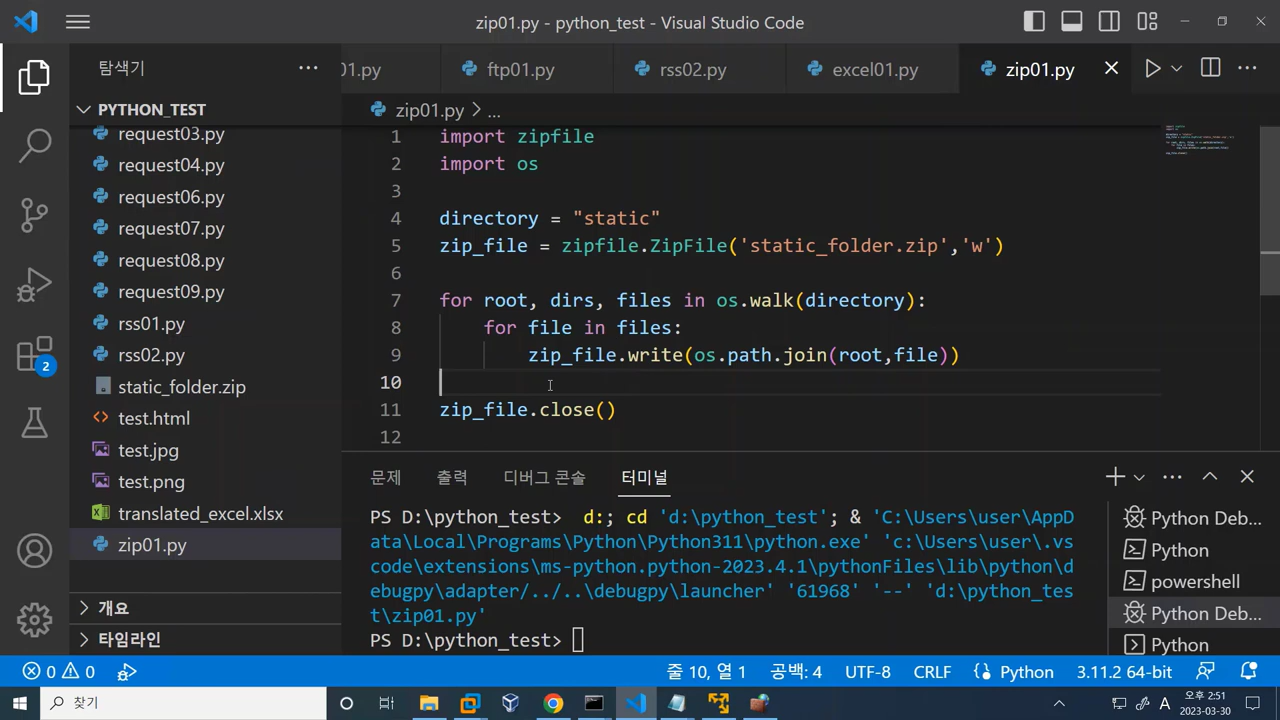 zip01.py - python_test - Visual Studio Code
탐색기
PYTHON_TEST
request03.py
request04.py
request06.py
request07.py
request08.py
request09.py
rss01.py
rss02.py
static_folder.zip
test.html
test.jpg
test.png
translated_excel.xlsx
zip01.py
개요
타임라인
01.py
ftp01.py
rss02.py
excel01.py
zip01.py
zip01.py > ...
1 import zipfile
2 import os
3
4 directory = "static"
5 zip_file = zipfile.ZipFile('static_folder.zip','w')
6
7 for root, dirs, files in os.walk(directory):
8 for file in files:
9 zip_file.write(os.path.join(root,file))
10
11 zip_file.close()
12
문제 출력 디버그 콘솔 터미널
PS D:\python_test>  d:; cd 'd:\python_test'; & 'C:\Users\user\AppD
ata\Local\Programs\Python\Python311\python.exe' 'c:\Users\user\.vs
code\extensions\ms-python.python-2023.4.1\pythonFiles\lib\python\d
ebugpy\adapter/../..\debugpy\launcher' '61968' '--' 'd:\python_tes
t\zip01.py'
PS D:\python_test>
Python Deb...
Python
powershell
Python Deb...
Python
2
0 0 줄 10, 열 1 공백: 4 UTF-8 CRLF Python 3.11.2 64-bit
찾기
A 오후 2:51
2023-03-30